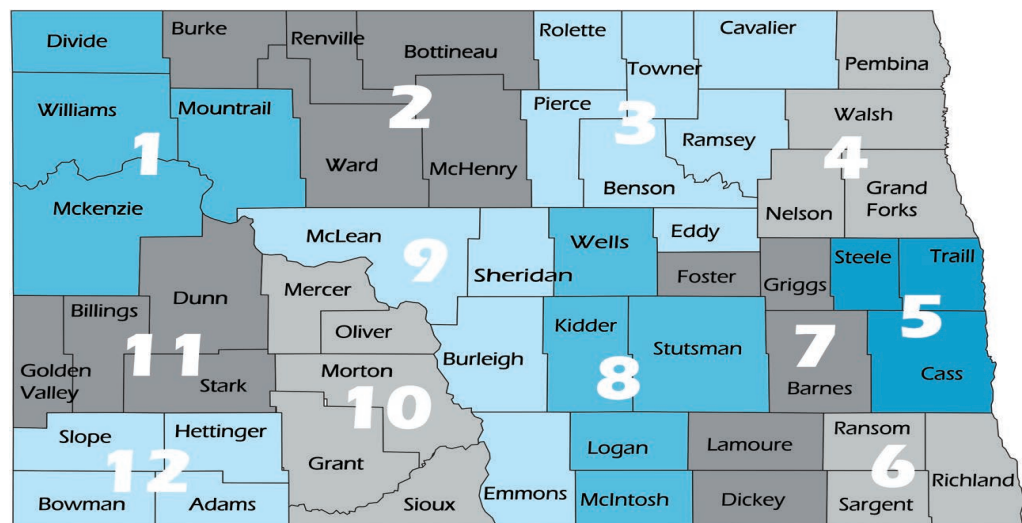 Divide
Burke
Renville
Bottineau
Rolette
Towner
Cavalier
Pembina
Williams
Mountrail
1
2
Ward
McHenry
Pierce
3
Ramsey
Benson
Walsh
4
Nelson
Grand
Forks
Mckenzie
McLean
9
Sheridan
Wells
Eddy
Foster
Griggs
Steele
Traill
5
Cass
Billings
Dunn
Mercer
Oliver
Golden
Valley
11
Stark
Morton
10
Burleigh
Kidder
Stutsman
8
7
Barnes
Slope
Hettinger
12
Bowman
Adams
Grant
Sioux
Emmons
Logan
McIntosh
Lamoure
Dickey
Ransom
6
Sargent
Richland